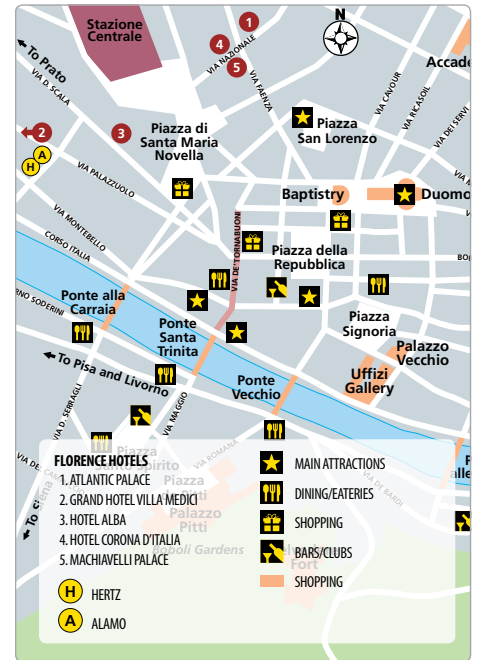 Stazione
Centrale
1
N
4
VIA NAZIONALE
5
Accade
To Prato
VIA D. SCALA
VIA FAENZA
VIA CAVOUR
VIA RICASOLI
VIA DEI SERVI
2
A
H
3
Piazza di
Santa Maria
Novella
Piazza
San Lorenzo
VIA PALAZZUOLO
Baptistry
Duomo
VIA MONTEBELLO
CORSO ITALIA
VIA DE'TORNABUONI
Piazza della
Repubblica
Ponte alla
Carraia
Ponte
Santa
Trinita
Piazza
Signoria
Palazzo
Vecchio
Uffizi
Gallery
To Pisa and Livorno
Ponte
Vecchio
VIA D. SERRAGLI
VIA MAGGIO
VIA ROMANA
VIA DE BARDI
Palazzo
Pitti
Boboli Gardens
Fort
FLORENCE HOTELS
1. ATLANTIC PALACE
2. GRAND HOTEL VILLA MEDICI
3. HOTEL ALBA
4. HOTEL CORONA D'ITALIA
5. MACHIAVELLI PALACE
H HERTZ
A ALAMO
MAIN ATTRACTIONS
DINING/EATERIES
SHOPPING
BARS/CLUBS
SHOPPING